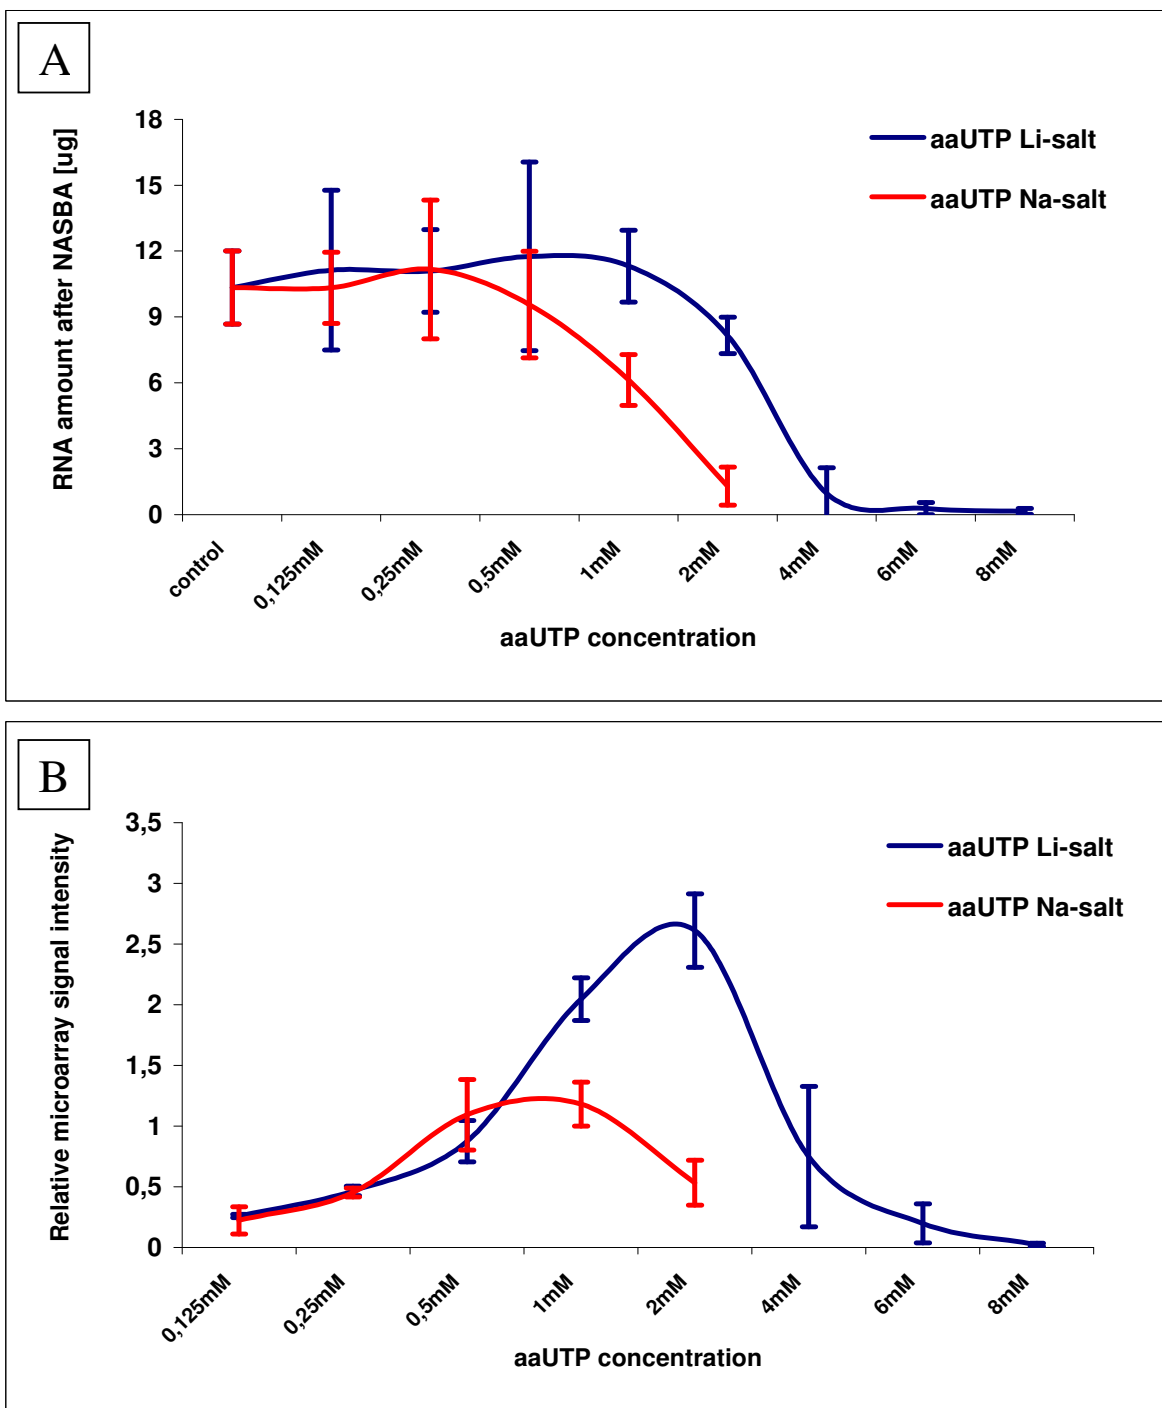 A
RNA amount after NASBA [ug]
18
15
12
9
6
3
0
aaUTP Li-salt
aaUTP Na-salt
control
0,125mM
0,25mM
0,5mM
1mM
2mM
4mM
6mM
8mM
aaUTP concentration
B
Relative microarray signal intensity
3,5
3
2,5
2
1,5
1
0,5
0
aaUTP Li-salt
aaUTP Na-salt
0,125mM
0,25mM
0,5mM
1mM
2mM
4mM
6mM
8mM
aaUTP concentration